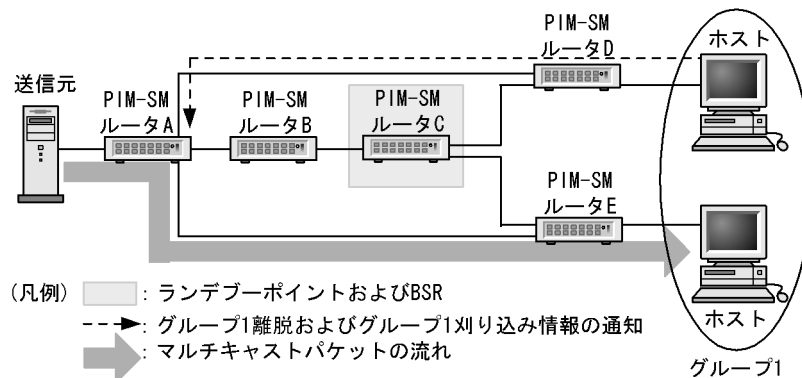 PIM-SM
ルータD
ホスト
送信元
PIM-SM
ルータA
PIM-SM
ルータB
PIM-SM
ルータC
PIM-SM
ルータE
(凡例)
: ランデブーポイントおよびBSR
: グループ1離脱およびグループ1刈り込み情報の通知
: マルチキャストパケットの流れ
ホスト
グループ1